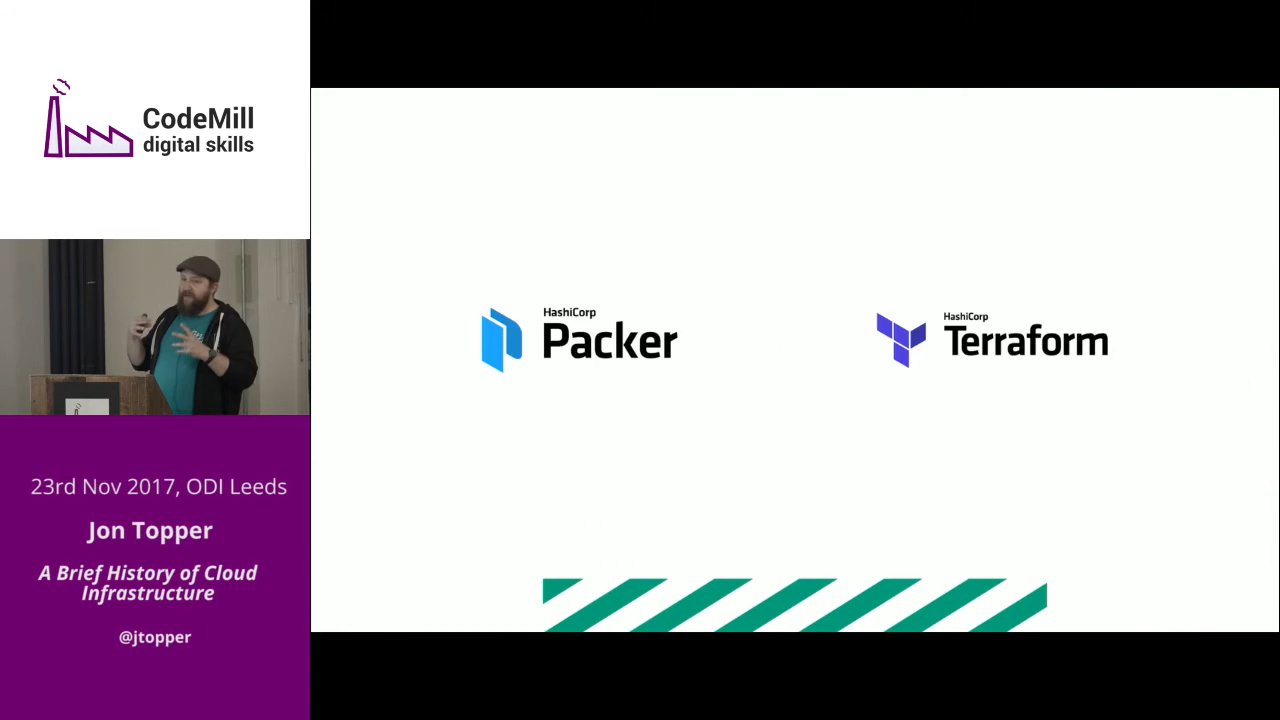 CodeMill
digital skills
23rd Nov 2017, ODI Leeds
Jon Topper
A Brief History of Cloud
Infrastructure
@jtopper
HashiCorp
Packer
HashiCorp
Terraform